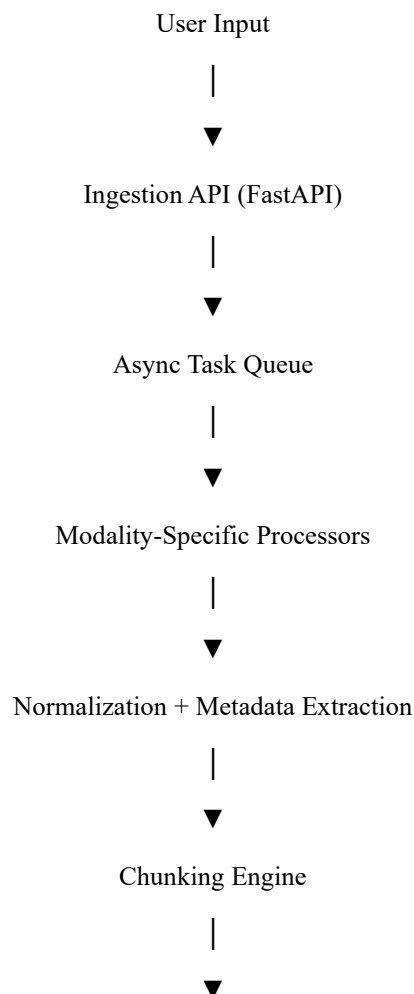 User Input
|
▼
Ingestion API (FastAPI)
|
▼
Async Task Queue
|
▼
Modality-Specific Processors
|
▼
Normalization + Metadata Extraction
|
▼
Chunking Engine
|
▼